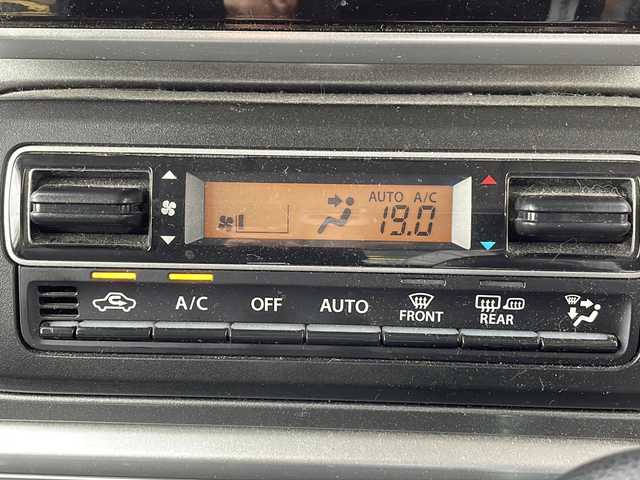 AUTO A/C
19.0
A/C
OFF
AUTO
FRONT
REAR